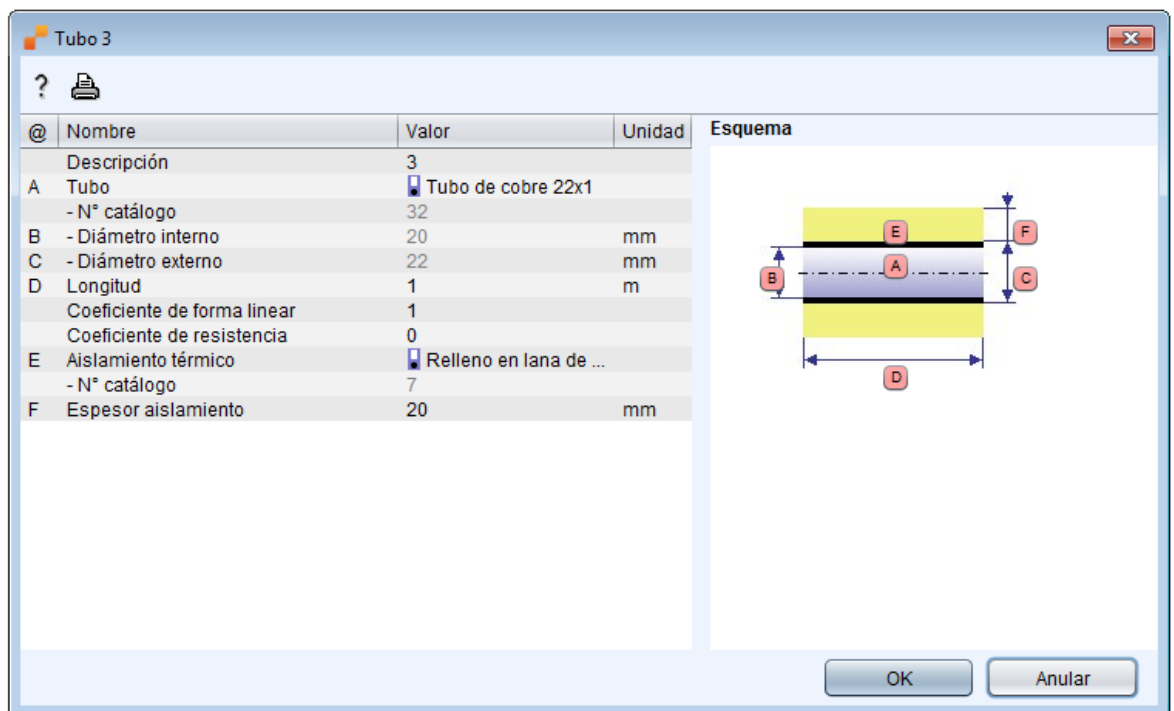 Tubo 3
?
@ Nombre Valor Unidad Esquema
Descripción 3
A Tubo Tubo de cobre 22x1
- N° catálogo 32
B - Diámetro interno 20 mm
C - Diámetro externo 22 mm
D Longitud 1 m
Coeficiente de forma linear 1
Coeficiente de resistencia 0
E Aislamiento térmico Relleno en lana de ...
- N° catálogo 7
F Espesor aislamiento 20 mm
E F
A
B C
D
OK Anular